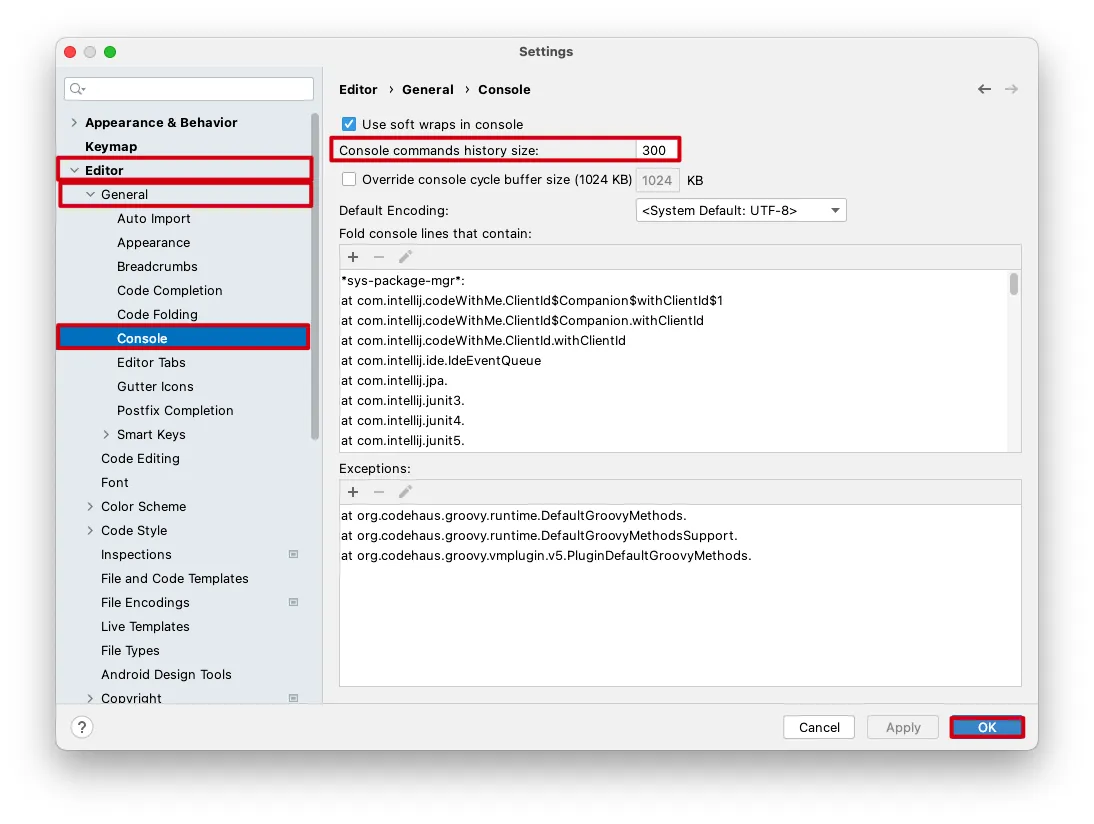 Settings
Appearance & Behavior
Keymap
Editor
General
Auto Import
Appearance
Breadcrumbs
Code Completion
Code Folding
Console
Editor Tabs
Gutter Icons
Postfix Completion
Smart Keys
Code Editing
Font
Color Scheme
Code Style
Inspections
File and Code Templates
File Encodings
Live Templates
File Types
Android Design Tools
Copyright
Editor › General › Console
Use soft wraps in console
Console commands history size: 300
Override console cycle buffer size (1024 KB) 1024 KB
Default Encoding: <System Default: UTF-8>
Fold console lines that contain:
*sys-package-mgr*:
at com.intellij.codeWithMe.ClientId$Companion$withClientId$1
at com.intellij.codeWithMe.ClientId$Companion.withClientId
at com.intellij.codeWithMe.ClientId.withClientId
at com.intellij.ide.IdeEventQueue
at com.intellij.jpa.
at com.intellij.junit3.
at com.intellij.junit4.
at com.intellij.junit5.
Exceptions:
at org.codehaus.groovy.runtime.DefaultGroovyMethods.
at org.codehaus.groovy.runtime.DefaultGroovyMethodsSupport.
at org.codehaus.groovy.vmplugin.v5.PluginDefaultGroovyMethods.
? Cancel Apply OK